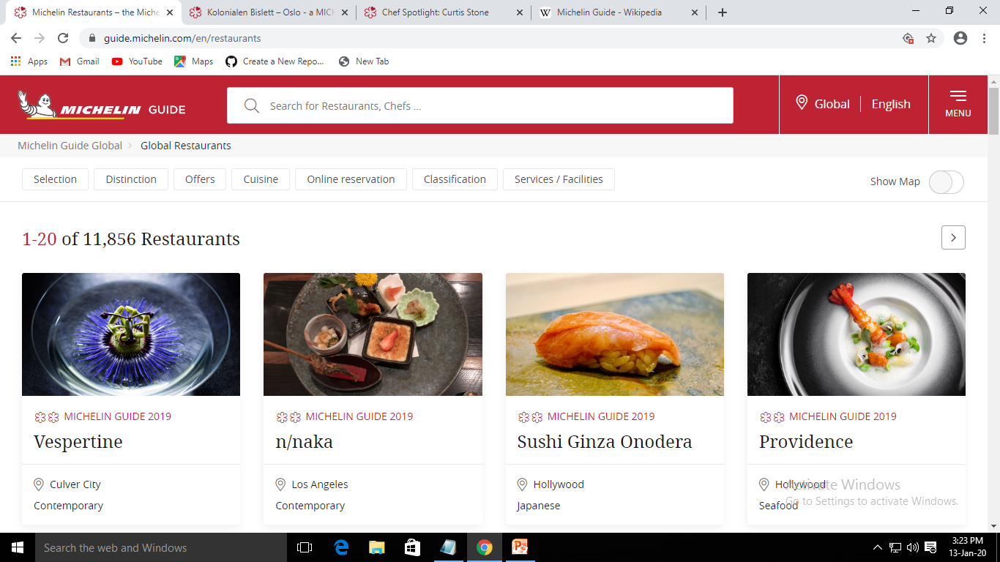 Michelin Restaurants – the Miche
Kolonialen Bislett – Oslo - a MICH
Chef Spotlight: Curtis Stone
Michelin Guide - Wikipedia
guide.michelin.com/en/restaurants
Apps
Gmail
YouTube
Maps
Create a New Repo...
New Tab
MICHELIN GUIDE
Search for Restaurants, Chefs ...
Global
English
MENU
Michelin Guide Global
Global Restaurants
Selection
Distinction
Offers
Cuisine
Online reservation
Classification
Services / Facilities
Show Map
1-20 of 11,856 Restaurants
MICHELIN GUIDE 2019
Vespertine
Culver City
Contemporary
MICHELIN GUIDE 2019
n/naka
Los Angeles
Contemporary
MICHELIN GUIDE 2019
Sushi Ginza Onodera
Hollywood
Japanese
MICHELIN GUIDE 2019
Providence
Hollywood
Seafood
Activate Windows
Go to Settings to activate Windows.
Search the web and Windows
3:23 PM
13-Jan-20